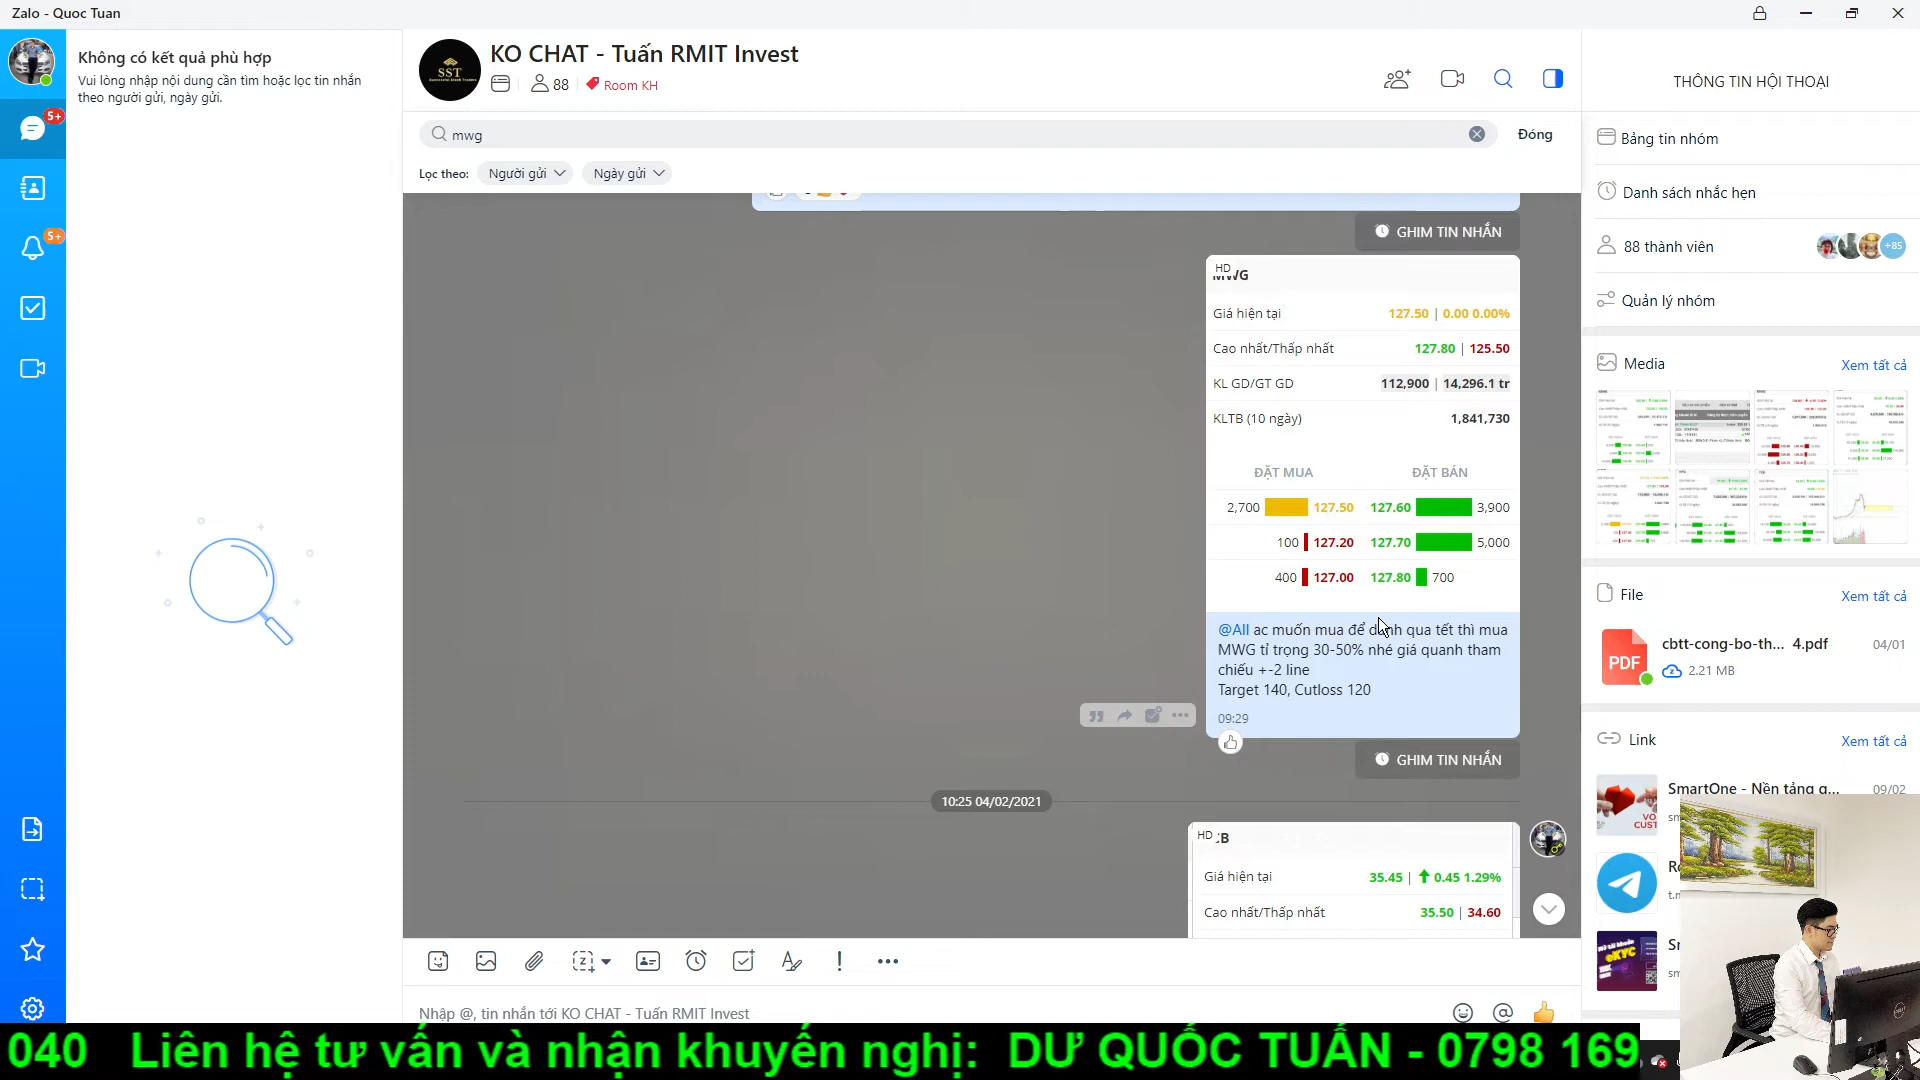 Zalo - Quoc Tuan
Không có kết quả phù hợp
Vui lòng nhập nội dung cần tìm hoặc lọc tin nhắn
theo người gửi, ngày gửi.
5+
5+
SST
KO CHAT - Tuấn RMIT Invest
88
Room KH
mwg
Đóng
Lọc theo:
Người gửi
Ngày gửi
GHIM TIN NHẮN
HD
MWG
Giá hiện tại 127.50 | 0.00 0.00%
Cao nhất/Thấp nhất 127.80 | 125.50
KL GD/GT GD 112,900 | 14,296.1 tr
KLTB (10 ngày) 1,841,730
ĐẶT MUA ĐẶT BÁN
2,700 127.50 127.60 3,900
100 127.20 127.70 5,000
400 127.00 127.80 700
@All ac muốn mua để dành qua tết thì mua
MWG tỉ trọng 30-50% nhé giá quanh tham
chiếu +-2 line
Target 140, Cutloss 120
09:29
GHIM TIN NHẮN
10:25 04/02/2021
HD
Giá hiện tại 35.45 | 0.45 1.29%
Cao nhất/Thấp nhất 35.50 | 34.60
Nhập @, tin nhắn tới KO CHAT - Tuấn RMIT Invest
THÔNG TIN HỘI THOẠI
Bảng tin nhóm
Danh sách nhắc hẹn
88 thành viên
+85
Quản lý nhóm
Media
Xem tất cả
File
Xem tất cả
PDF
cbtt-cong-bo-th... 4.pdf
04/01
2.21 MB
Link
Xem tất cả
SmartOne - Nền tảng g...
09/02
eKYC
040 Liên hệ tư vấn và nhận khuyến nghị: DƯ QUỐC TUẤN - 0798 169